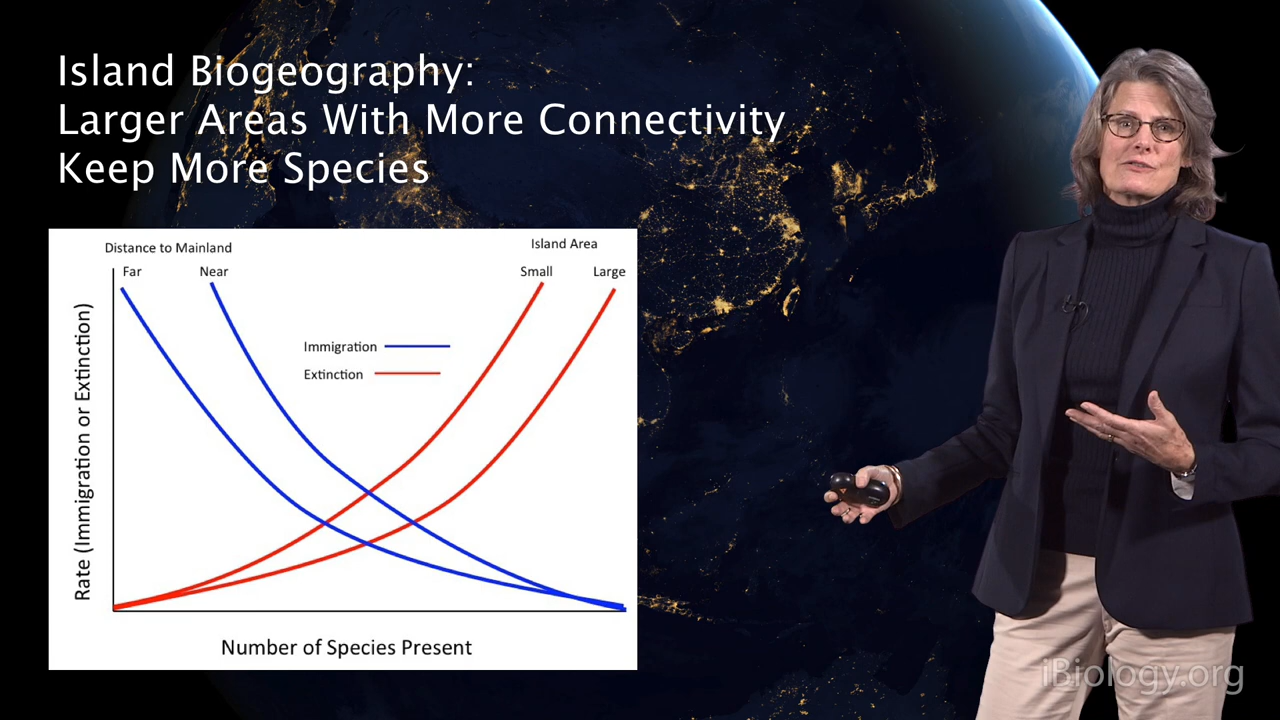 Island Biogeography:
Larger Areas With More Connectivity
Keep More Species
Distance to Mainland
Island Area
Far
Near
Small
Large
Immigration
Extinction
Rate (Immigration or Extinction)
Number of Species Present
iBiology.org